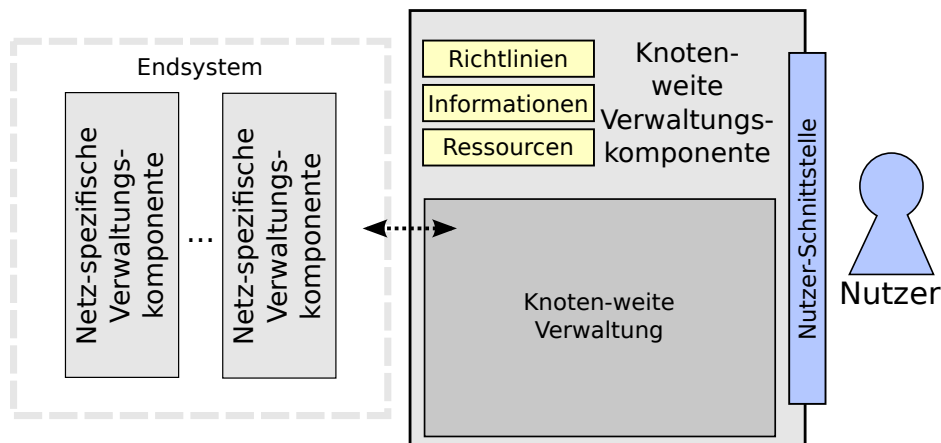 Endsystem
Netz-spezifische
Verwaltungs-
komponente
...
Netz-spezifische
Verwaltungs-
komponente
Richtlinien
Informationen
Ressourcen
Knoten-
weite
Verwaltungs-
komponente
Knoten-weite
Verwaltung
Nutzer-Schnittstelle
Nutzer